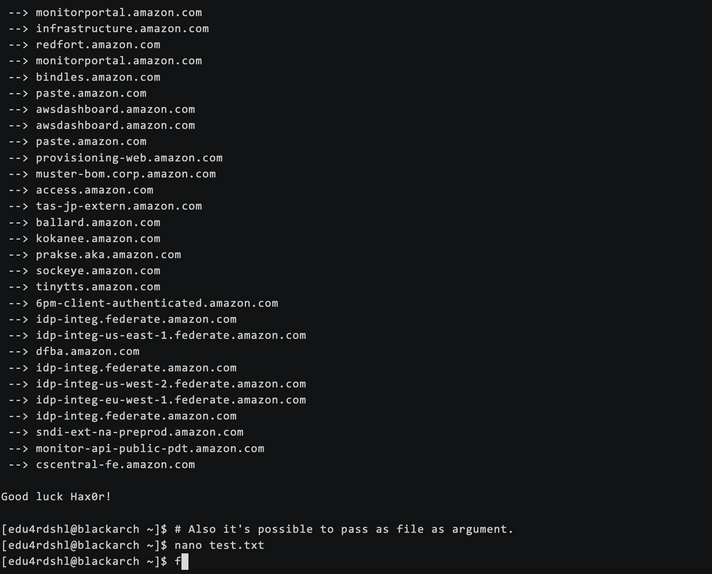 --> monitorportal.amazon.com
--> infrastructure.amazon.com
--> redfort.amazon.com
--> monitorportal.amazon.com
--> bindles.amazon.com
--> paste.amazon.com
--> awsdashboard.amazon.com
--> awsdashboard.amazon.com
--> paste.amazon.com
--> provisioning-web.amazon.com
--> muster-bom.corp.amazon.com
--> access.amazon.com
--> tas-jp-extern.amazon.com
--> ballard.amazon.com
--> kokanee.amazon.com
--> prakse.aka.amazon.com
--> sockeye.amazon.com
--> tinytts.amazon.com
--> 6pm-client-authenticated.amazon.com
--> idp-integ.federate.amazon.com
--> idp-integ-us-east-1.federate.amazon.com
--> dfba.amazon.com
--> idp-integ.federate.amazon.com
--> idp-integ-us-west-2.federate.amazon.com
--> idp-integ-eu-west-1.federate.amazon.com
--> idp-integ.federate.amazon.com
--> sndi-ext-na-preprod.amazon.com
--> monitor-api-public-pdt.amazon.com
--> cscentral-fe.amazon.com
Good luck Hax0r!
[edu4rdshl@blackarch ~]$ # Also it's possible to pass as file as argument.
[edu4rdshl@blackarch ~]$ nano test.txt
[edu4rdshl@blackarch ~]$ f